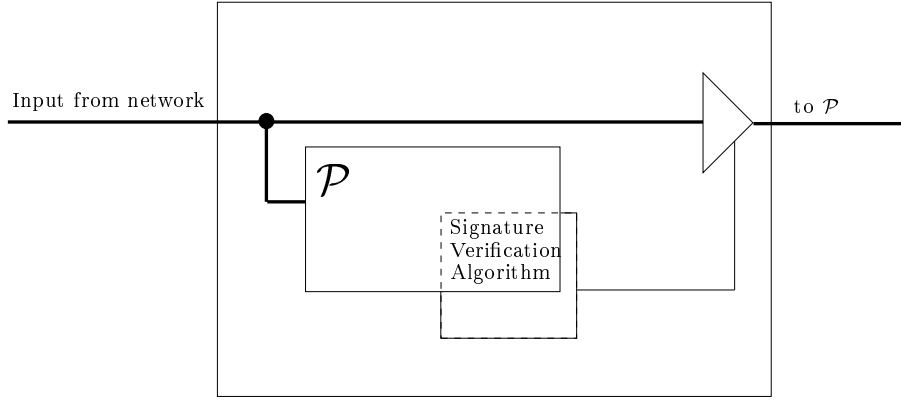 Input from network
to 𝒫
𝒫
Signature
Verification
Algorithm